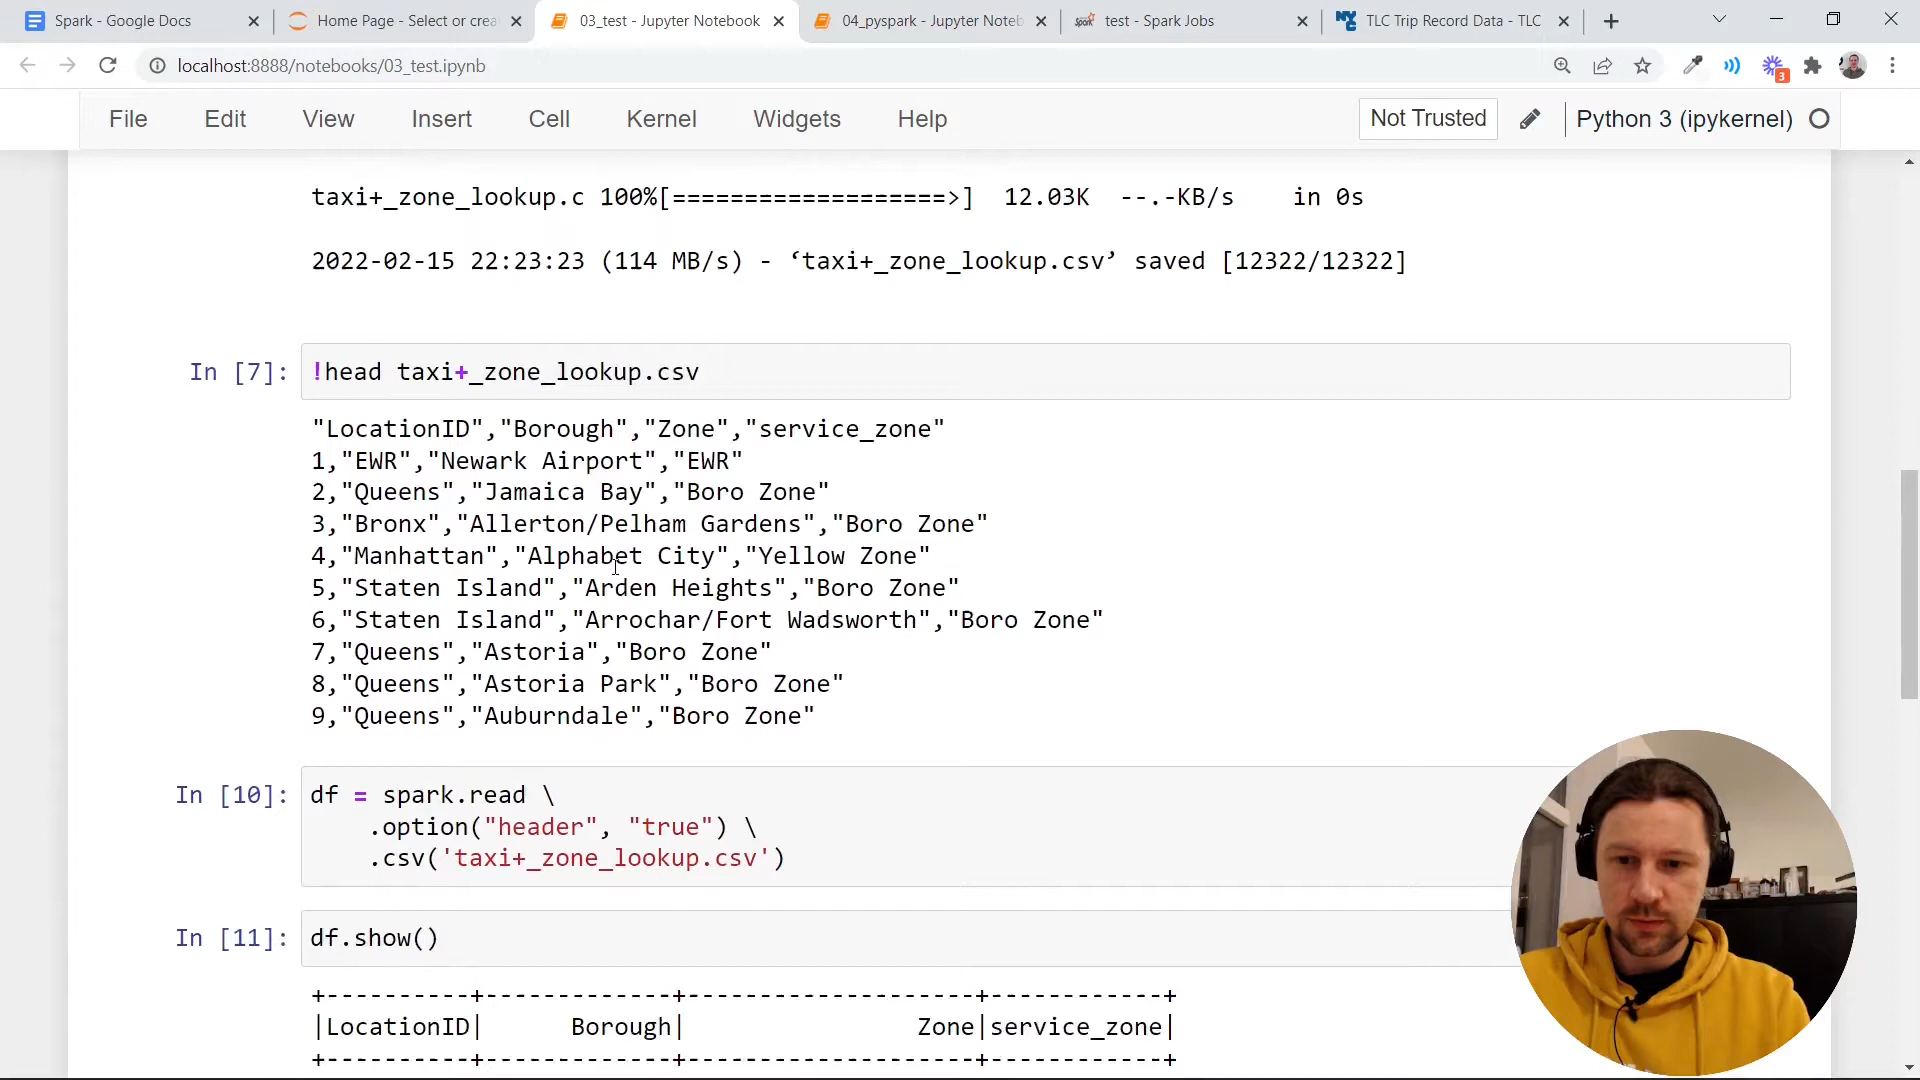 Spark - Google Docs
Home Page - Select or crea
03_test - Jupyter Notebook
04_pyspark - Jupyter Noteb
test - Spark Jobs
TLC Trip Record Data - TLC
localhost:8888/notebooks/03_test.ipynb
3
File Edit View Insert Cell Kernel Widgets Help
Not Trusted
Python 3 (ipykernel)
taxi+_zone_lookup.c 100%[===================>] 12.03K --.-KB/s in 0s
2022-02-15 22:23:23 (114 MB/s) - ‘taxi+_zone_lookup.csv’ saved [12322/12322]
In [7]: !head taxi+_zone_lookup.csv
"LocationID","Borough","Zone","service_zone"
1,"EWR","Newark Airport","EWR"
2,"Queens","Jamaica Bay","Boro Zone"
3,"Bronx","Allerton/Pelham Gardens","Boro Zone"
4,"Manhattan","Alphabet City","Yellow Zone"
5,"Staten Island","Arden Heights","Boro Zone"
6,"Staten Island","Arrochar/Fort Wadsworth","Boro Zone"
7,"Queens","Astoria","Boro Zone"
8,"Queens","Astoria Park","Boro Zone"
9,"Queens","Auburndale","Boro Zone"
In [10]: df = spark.read \
.option("header", "true") \
.csv('taxi+_zone_lookup.csv')
In [11]: df.show()
+----------+-------------+--------------------+------------+
|LocationID| Borough| Zone|service_zone|
+----------+-------------+--------------------+------------+